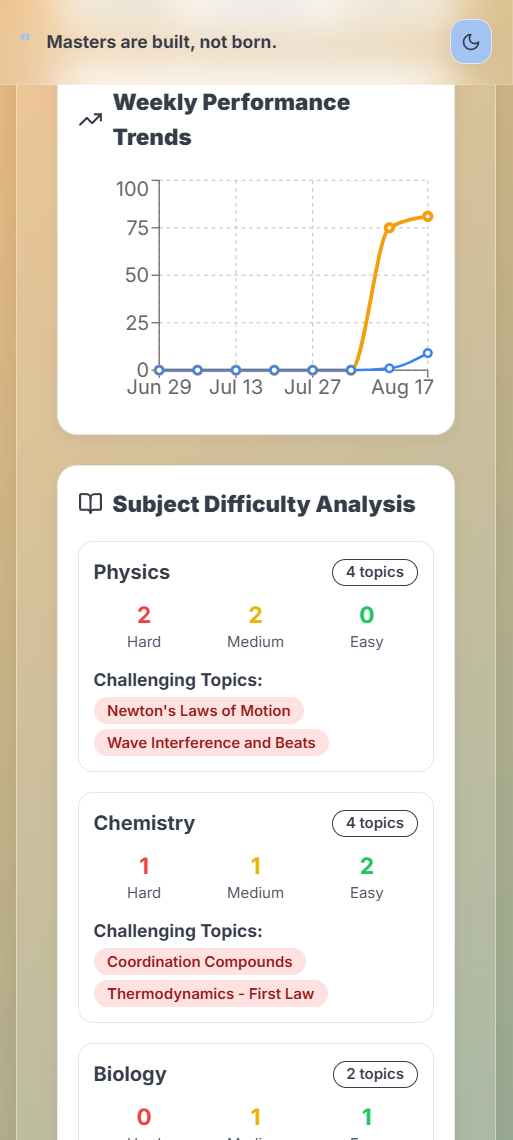 " Masters are built, not born.
Weekly Performance
Trends
100
75
50
25
0
Jun 29 Jul 13 Jul 27 Aug 17
Subject Difficulty Analysis
Physics 4 topics
2 2 0
Hard Medium Easy
Challenging Topics:
Newton's Laws of Motion
Wave Interference and Beats
Chemistry 4 topics
1 1 2
Hard Medium Easy
Challenging Topics:
Coordination Compounds
Thermodynamics - First Law
Biology 2 topics
0 1 1